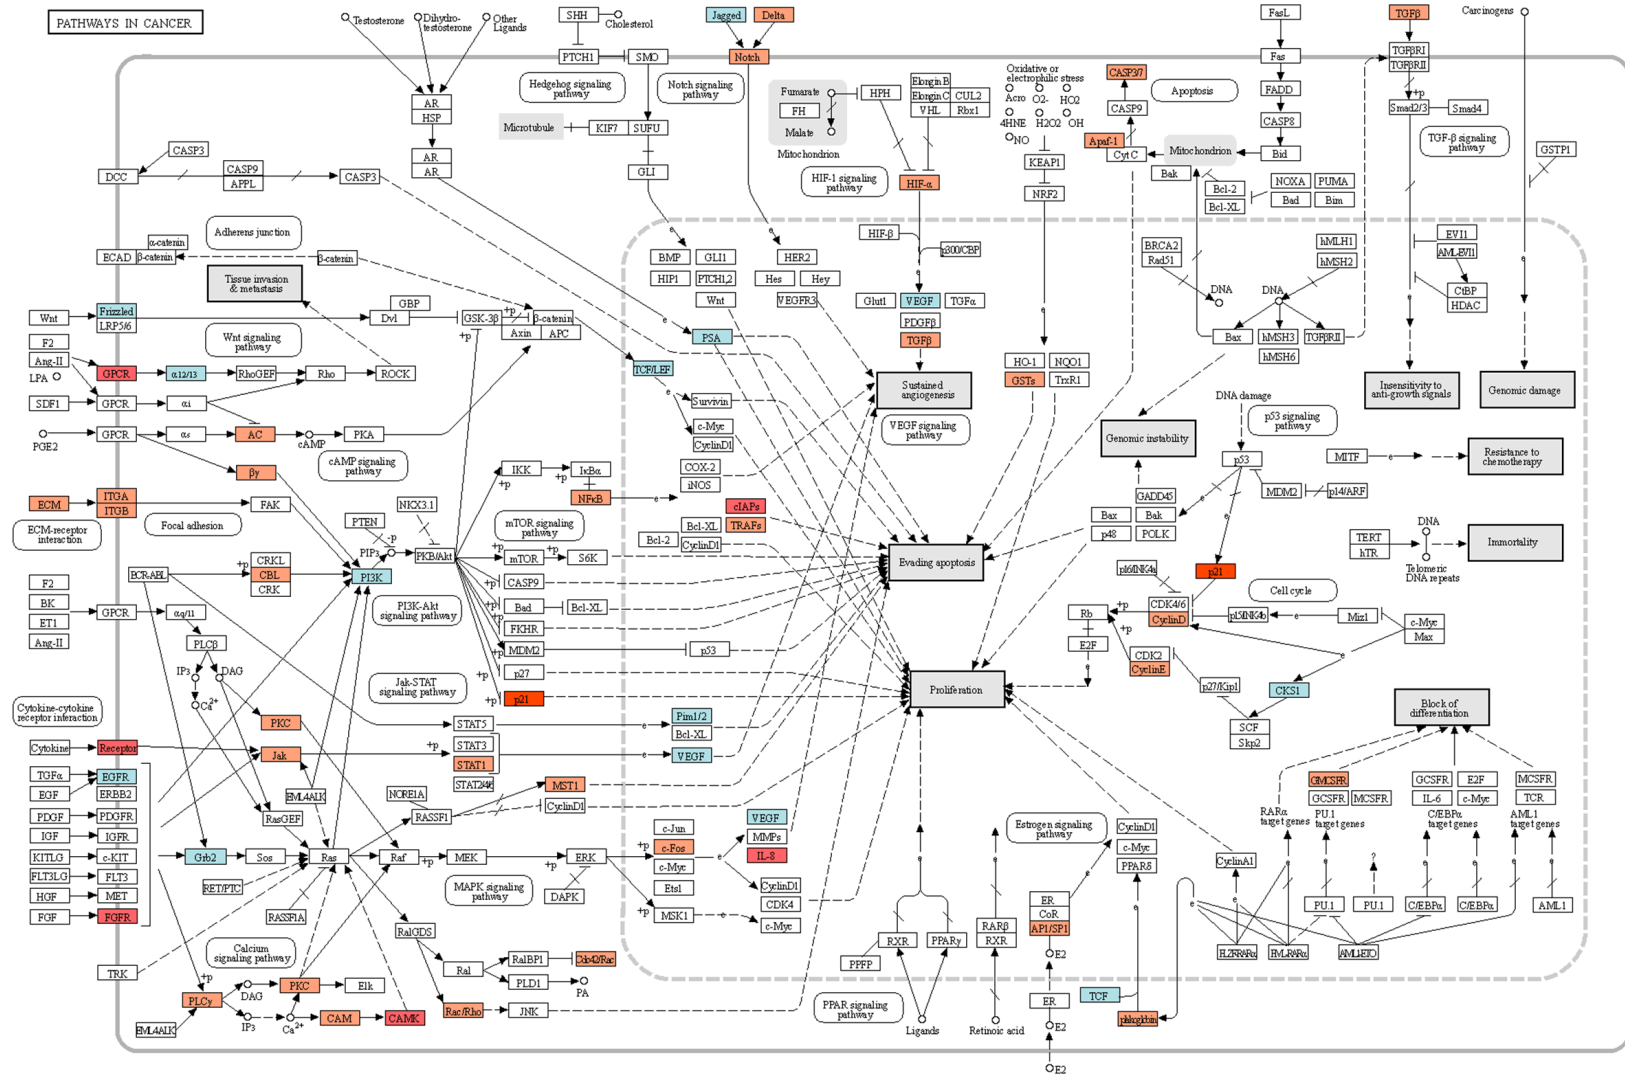 PATHWAYS IN CANCER
Testosterone
Dihydro-
testosterone
Other
Ligands
SHH
Cholesterol
PTCH1
SMO
Hedgehog signaling
pathway
Jagged
Delta
Notch
Notch signaling
pathway
Microtubule
KIF7
SUFU
GLI
AR
HSP
AR
AR
Fumarate
FH
Malate
Mitochondrion
HPH
Elongin B
Elongin C
CUL2
VHL
Rbx1
HIF-1 signaling
pathway
HIF-α
Oxidative or
electrophilic stress
Acro
O2-
HO2
4HNE
H2O2
OH
NO
KEAP1
NRF2
CASP3/7
CASP9
Apaf-1
CytC
Apoptosis
Mitochondrion
FasL
Fas
FADD
CASP8
Bid
Bak
Bcl-2
Bcl-XL
NOXA
PUMA
Bad
Bim
TGFβ
TGFβRI
TGFβRII
+p
Smad2/3
Smad4
TGF-β signaling
pathway
Carcinogens
GSTP1
DCC
CASP3
CASP9
APPL
CASP3
Adherens junction
α-catenin
ECAD
β-catenin
β-catenin
Tissue invasion
& metastasis
Wnt
Frizzled
LRP5/6
Dvl
GBP
GSK-3β
+p
β-catenin
Axin
APC
+p
Wnt signaling
pathway
F2
Ang-II
LPA
GPCR
α12/13
RhoGEF
Rho
ROCK
SDF1
GPCR
αi
PGE2
GPCR
αs
AC
cAMP
PKA
cAMP signaling
pathway
βγ
ECM
ITGA
ITGB
FAK
ECM-receptor
interaction
Focal adhesion
PTEN
NKX3.1
PIP3
-p
PKB/Akt
PI3K
PI3K-Akt
signaling pathway
BCR-ABL
+p
CRKL
CBL
CRK
F2
BK
ET1
Ang-II
GPCR
αq/11
PLCβ
IP3
DAG
Ca2+
IKK
+p
IκBα
NFκB
e
mTOR signaling
pathway
+p
mTOR
S6K
+p
CASP9
+p
Bad
Bcl-XL
+p
FKHR
+p
MDM2
p53
+p
p27
+p
p21
Jak-STAT
signaling pathway
Cytokine-cytokine
receptor interaction
PKC
Cytokine
Receptor
Jak
STAT5
+p
STAT3
STAT1
STAT2/4/6
e
e
Pim1/2
Bcl-XL
VEGF
TGFα
EGF
EGFR
ERBB2
PDGF
PDGFR
IGF
IGFR
KITLG
c-KIT
FLT3LG
FLT3
HGF
MET
FGF
FGFR
EML4ALK
RasGEF
NORE1A
RASSF1
MST1
CyclinD1
Grb2
Sos
Ras
Raf
+p
MEK
+p
ERK
RET/PTC
RASSF1A
MAPK signaling
pathway
DAPK
+p
c-Jun
c-Fos
c-Myc
Ets1
e
VEGF
MMPs
IL-8
CyclinD1
CDK4
+p
MSK1
e
c-Myc
TRK
Calcium
signaling pathway
+p
PLCγ
EML4ALK
DAG
PKC
Elk
IP3
Ca2+
CAM
CAMK
RalGDS
Ral
RalBP1
Cdc42/Rac
PLD1
PA
Rac/Rho
JNK
BMP
GLI1
HIP1
PTCH1,2
Wnt
e
e
HER2
Hes
Hey
VEGFR3
HIF-β
p300/CBP
e
Glut1
VEGF
TGFα
PDGFβ
TGFβ
Sustained
angiogenesis
VEGF signaling
pathway
e
PSA
TCF/LEF
e
Survivin
c-Myc
CyclinD1
COX-2
iNOS
cIAPs
TRAFs
Bcl-XL
Bcl-2
CyclinD1
e
HO-1
NQO1
GSTs
TrxR1
Evading apoptosis
Proliferation
BRCA2
Rad51
DNA
hMLH1
hMSH2
DNA
Bax
hMSH3
TGFβRII
hMSH6
Genomic instability
DNA damage
p53 signaling
pathway
p53
MDM2
p14/ARF
GADD45
Bax
Bak
p48
POLK
e
e
p21
EVI1
AML-EVI1
CtBP
HDAC
e
e
Insensitivity to
anti-growth signals
Genomic damage
MITF
e
Resistance to
chemotherapy
TERT
hTR
DNA
Telomeric
DNA repeats
Immortality
p16/INK4a
CDK4/6
CyclinD
p15/INK4b
e
Miz1
c-Myc
Max
Cell cycle
Rb
+p
+p
E2F
CDK2
CyclinE
e
e
p27/Kip1
CKS1
SCF
Skp2
Block of
differentiation
GMCSFR
GCSFR
MCSFR
RARα
target genes
PU.1
target genes
GCSFR
E2F
IL-6
c-Myc
C/EBPα
target genes
MCSFR
TCR
AML1
target genes
?
PU.1
PU.1
C/EBPα
C/EBPα
AML1
PLZF-RARα
PML-RARα
AML1-ETO
Estrogen signaling
pathway
CyclinD1
c-Myc
PPARδ
CyclinA1
e
e
ER
CoR
AP1/SP1
E2
ER
E2
E2
TCF
plakoglobin
RXR
PPARγ
PFFP
RARβ
RXR
PPAR signaling
pathway
Ligands
Retinoic acid